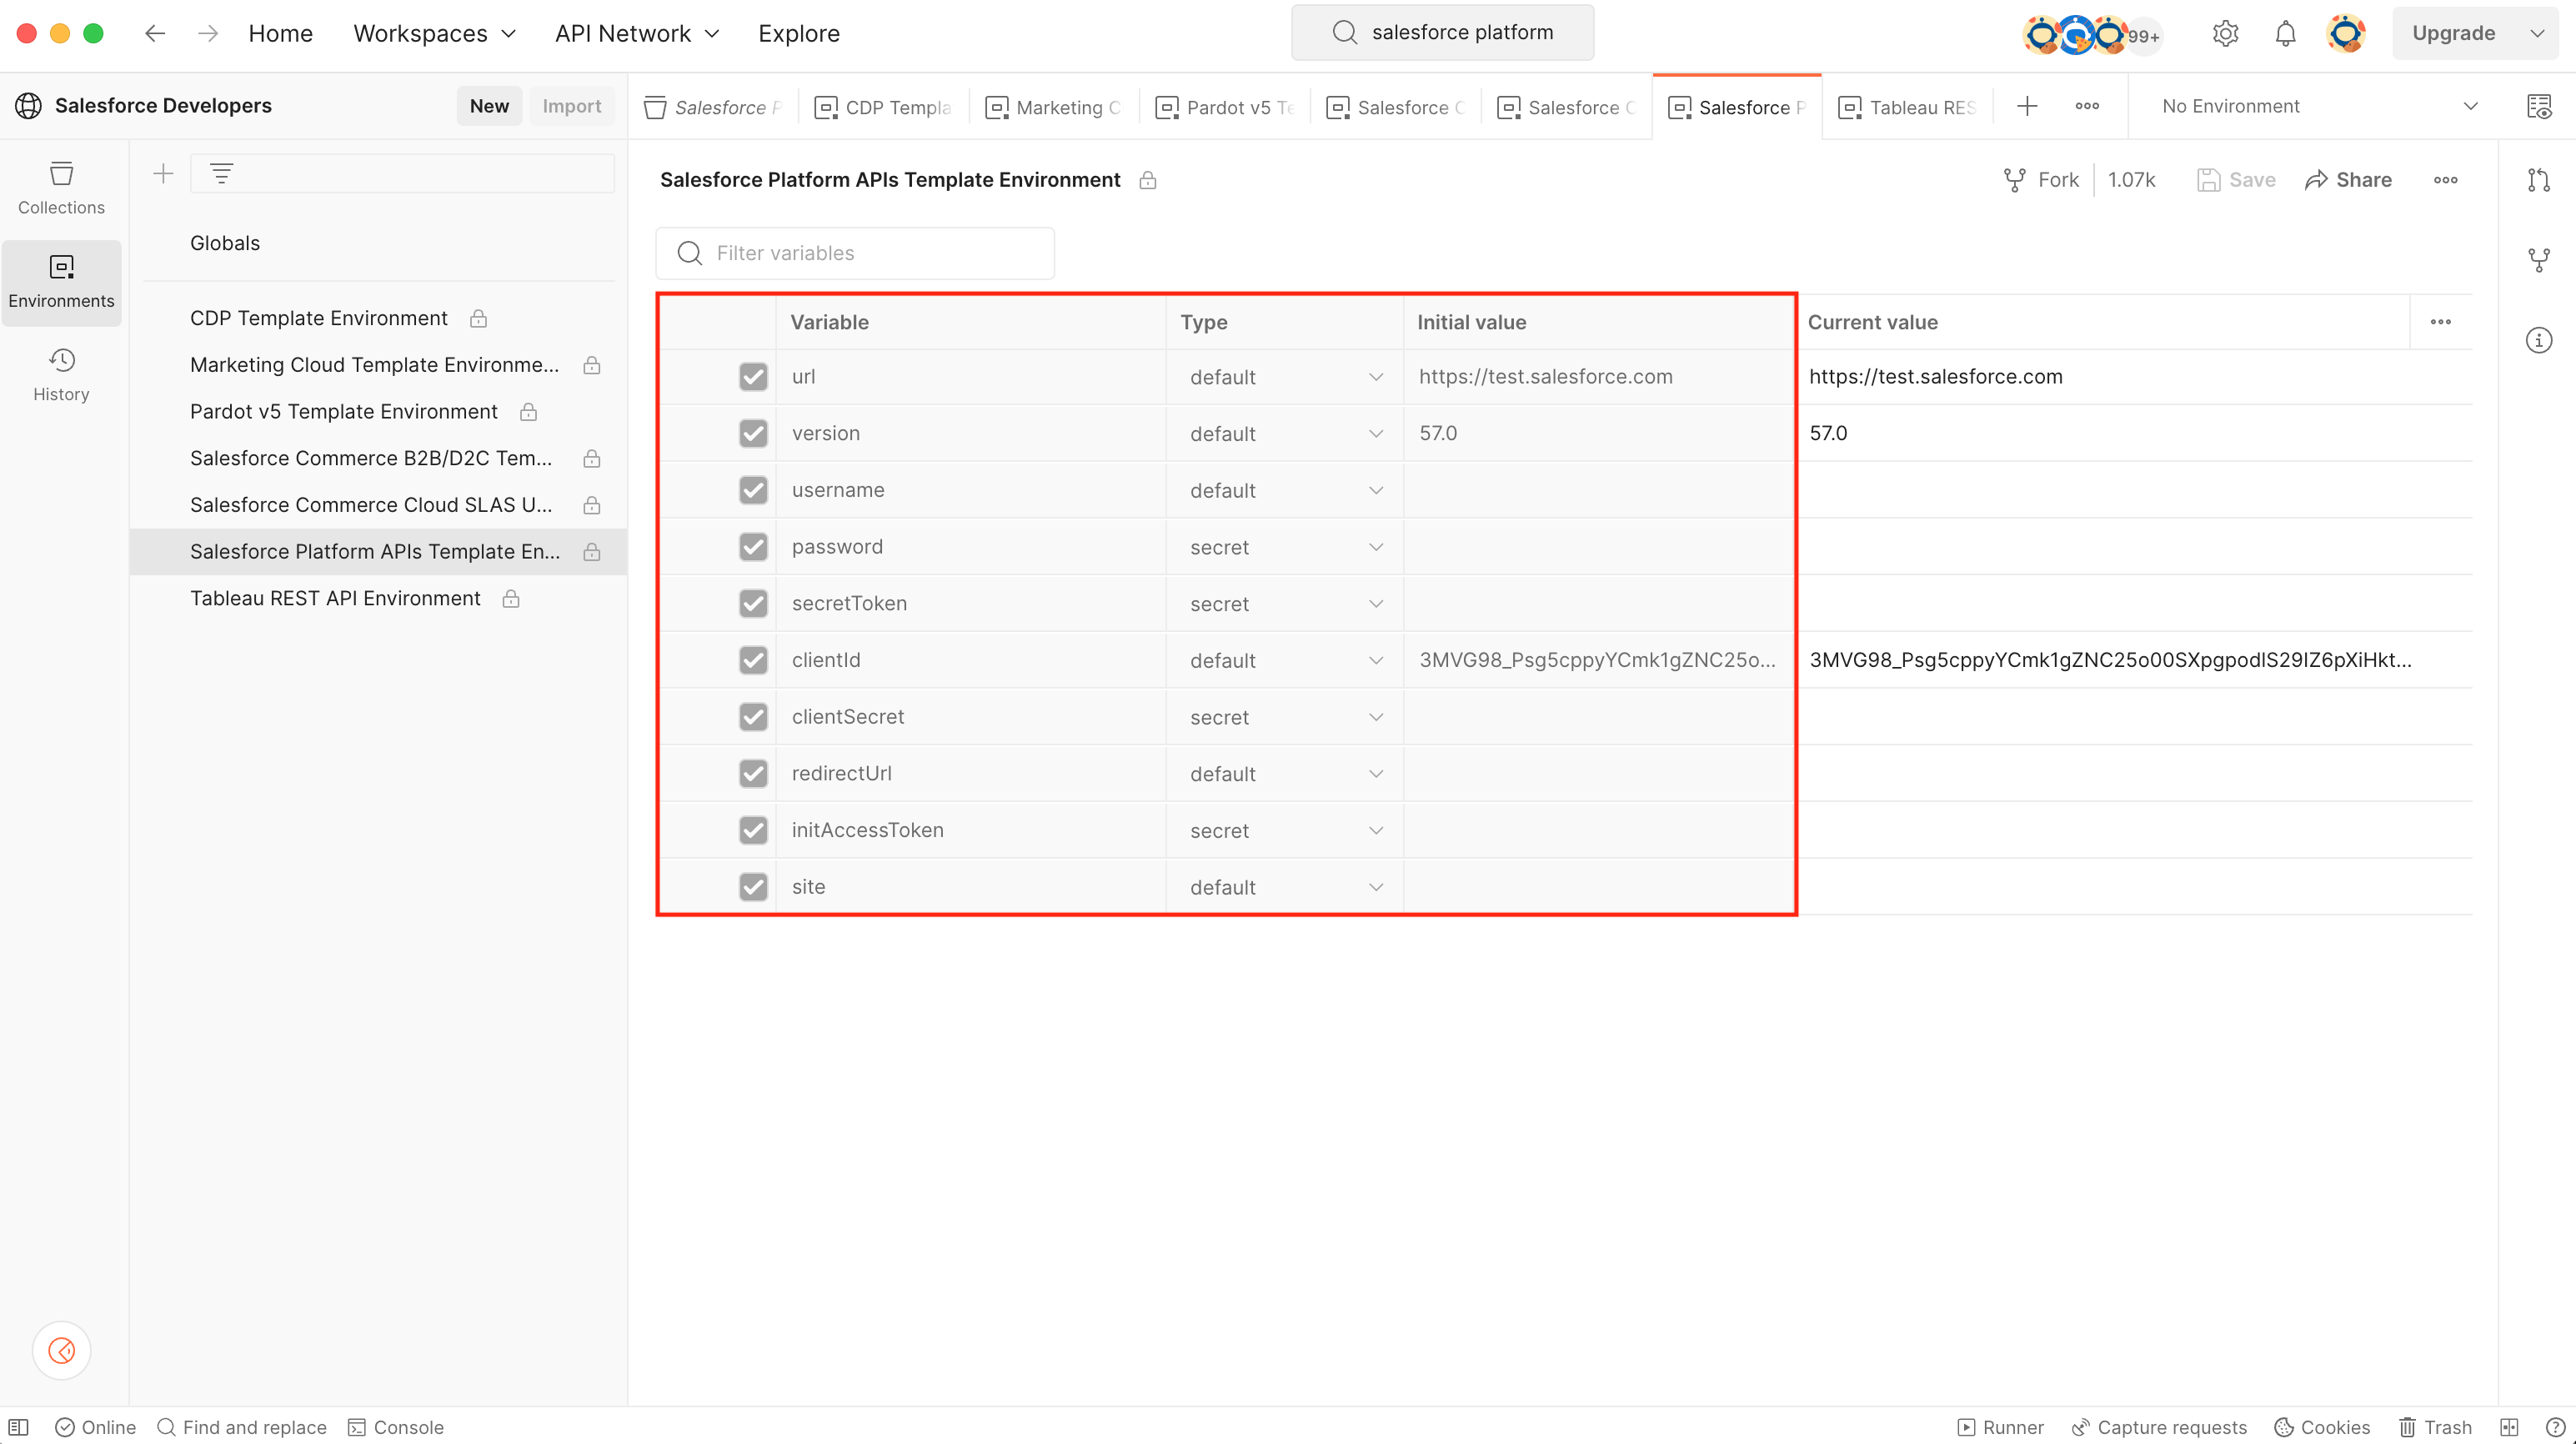 Home Workspaces API Network Explore salesforce platform 99+ Upgrade
Salesforce Developers New Import Salesforce P CDP Templa Marketing C Pardot v5 Te Salesforce C Salesforce C Salesforce P Tableau RES No Environment
Collections
Environments
History
Globals
CDP Template Environment
Marketing Cloud Template Environme...
Pardot v5 Template Environment
Salesforce Commerce B2B/D2C Tem...
Salesforce Commerce Cloud SLAS U...
Salesforce Platform APIs Template En...
Tableau REST API Environment
Salesforce Platform APIs Template Environment Fork 1.07k Save Share
Filter variables
Variable Type Initial value Current value
url default https://test.salesforce.com https://test.salesforce.com
version default 57.0 57.0
username default
password secret
secretToken secret
clientId default 3MVG98_Psg5cppyYCmk1gZNC25o... 3MVG98_Psg5cppyYCmk1gZNC25o00SXpgpodlS29lZ6pXiHkt...
clientSecret secret
redirectUrl default
initAccessToken secret
site default
Online Find and replace Console Runner Capture requests Cookies Trash